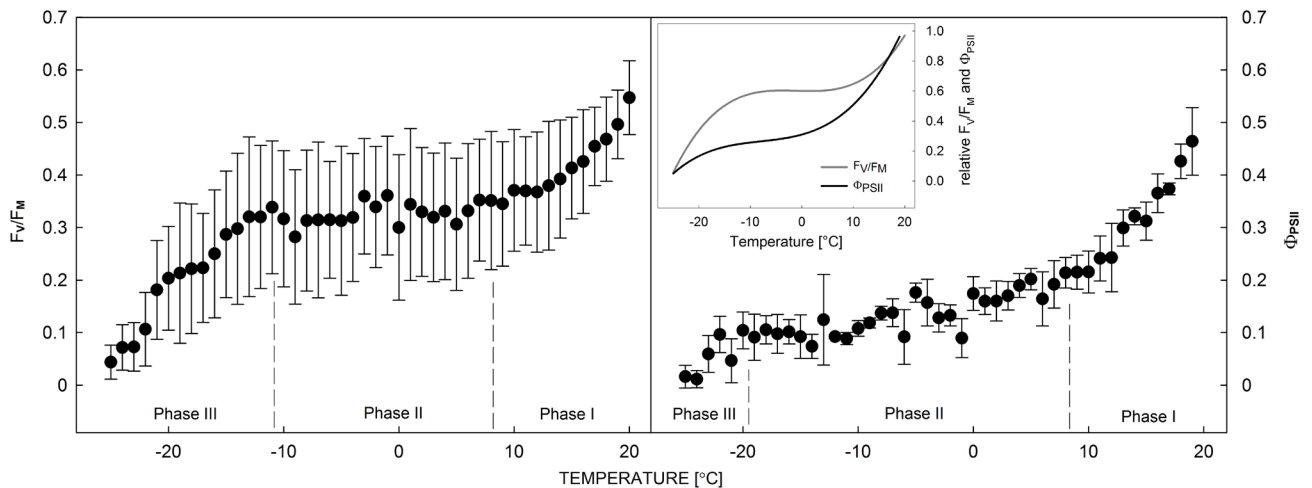 0.7
0.6
0.5
0.4
0.3
0.2
0.1
0
Fv/FM
Phase III
Phase II
Phase I
-20
-10
0
10
20
1.0
0.8
0.6
0.4
0.2
0.0
relative FV/FM and ΦPSII
FV/FM
ΦPSII
-20
-10
0
10
20
Temperature [°C]
0.7
0.6
0.5
0.4
0.3
0.2
0.1
0
ΦPSII
Phase III
Phase II
Phase I
-20
-10
0
10
20
TEMPERATURE [°C]